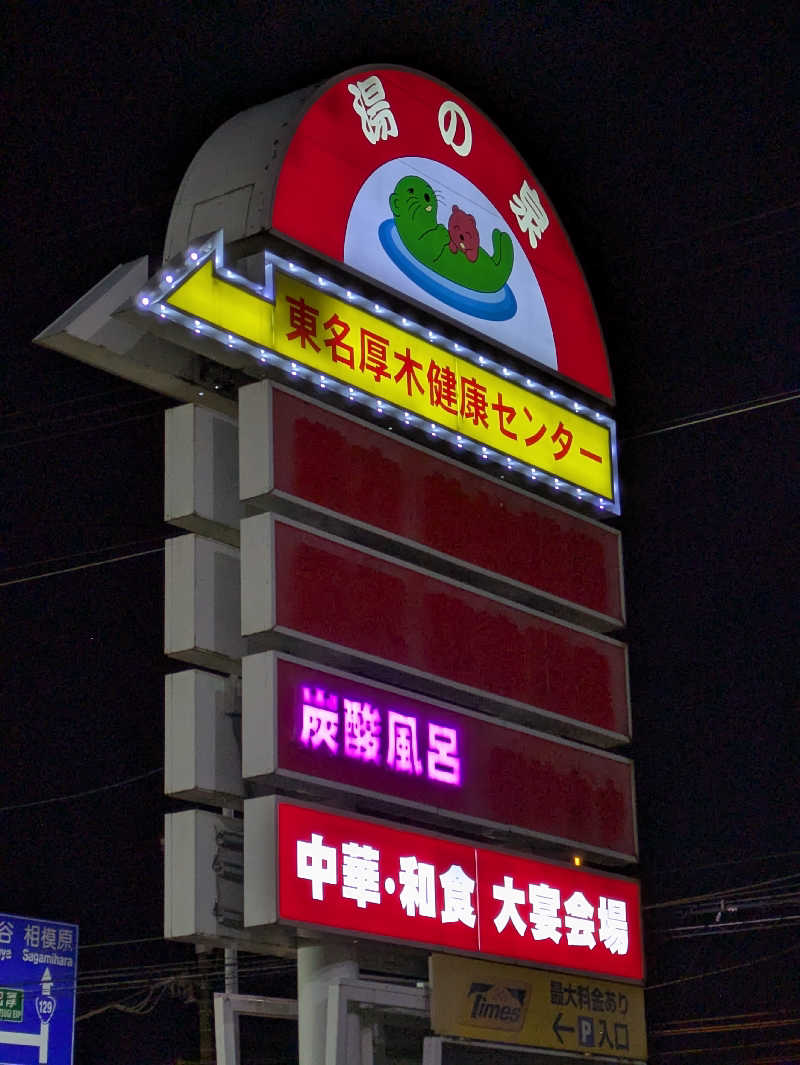 湯の泉
東名厚木健康センター
炭酸風呂
中華・和食 大宴会場
Times 最大料金あり
← P 入口
谷 相模原
Sagamihara
129